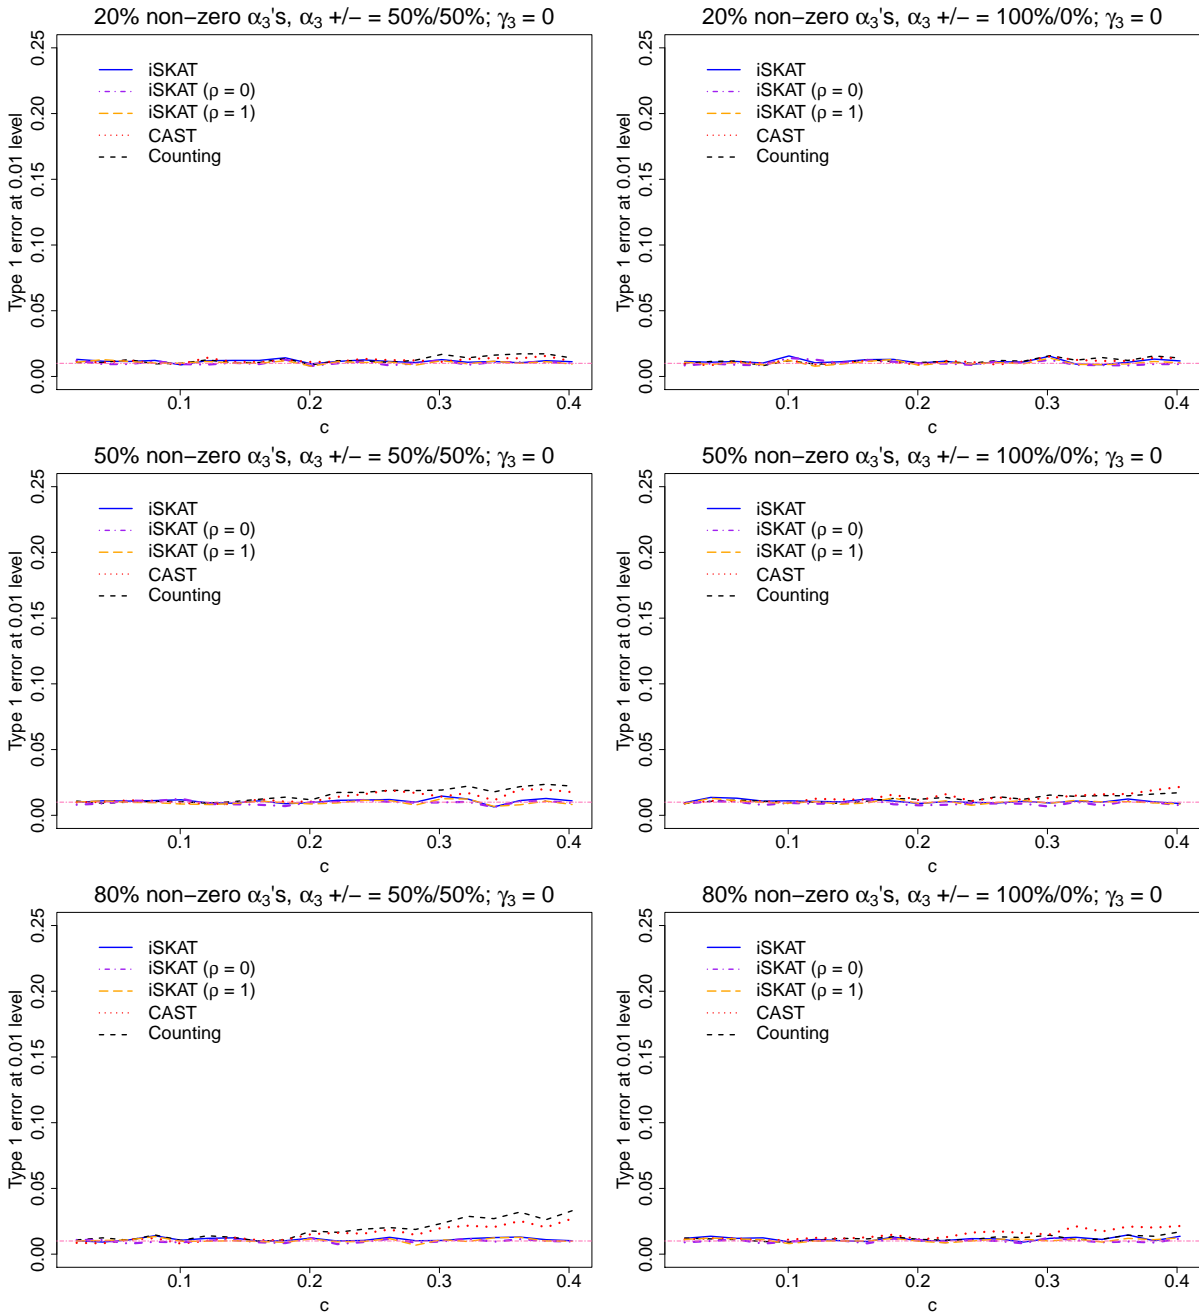 20% non−zero α₃'s, α₃ +/− = 50%/50%; γ₃ = 0
Type 1 error at 0.01 level
0.25
0.20
0.15
0.10
0.05
0.00
iSKAT
iSKAT (ρ = 0)
iSKAT (ρ = 1)
CAST
Counting
0.1 0.2 0.3 0.4
c
20% non−zero α₃'s, α₃ +/− = 100%/0%; γ₃ = 0
Type 1 error at 0.01 level
0.25
0.20
0.15
0.10
0.05
0.00
iSKAT
iSKAT (ρ = 0)
iSKAT (ρ = 1)
CAST
Counting
0.1 0.2 0.3 0.4
c
50% non−zero α₃'s, α₃ +/− = 50%/50%; γ₃ = 0
Type 1 error at 0.01 level
0.25
0.20
0.15
0.10
0.05
0.00
iSKAT
iSKAT (ρ = 0)
iSKAT (ρ = 1)
CAST
Counting
0.1 0.2 0.3 0.4
c
50% non−zero α₃'s, α₃ +/− = 100%/0%; γ₃ = 0
Type 1 error at 0.01 level
0.25
0.20
0.15
0.10
0.05
0.00
iSKAT
iSKAT (ρ = 0)
iSKAT (ρ = 1)
CAST
Counting
0.1 0.2 0.3 0.4
c
80% non−zero α₃'s, α₃ +/− = 50%/50%; γ₃ = 0
Type 1 error at 0.01 level
0.25
0.20
0.15
0.10
0.05
0.00
iSKAT
iSKAT (ρ = 0)
iSKAT (ρ = 1)
CAST
Counting
0.1 0.2 0.3 0.4
c
80% non−zero α₃'s, α₃ +/− = 100%/0%; γ₃ = 0
Type 1 error at 0.01 level
0.25
0.20
0.15
0.10
0.05
0.00
iSKAT
iSKAT (ρ = 0)
iSKAT (ρ = 1)
CAST
Counting
0.1 0.2 0.3 0.4
c